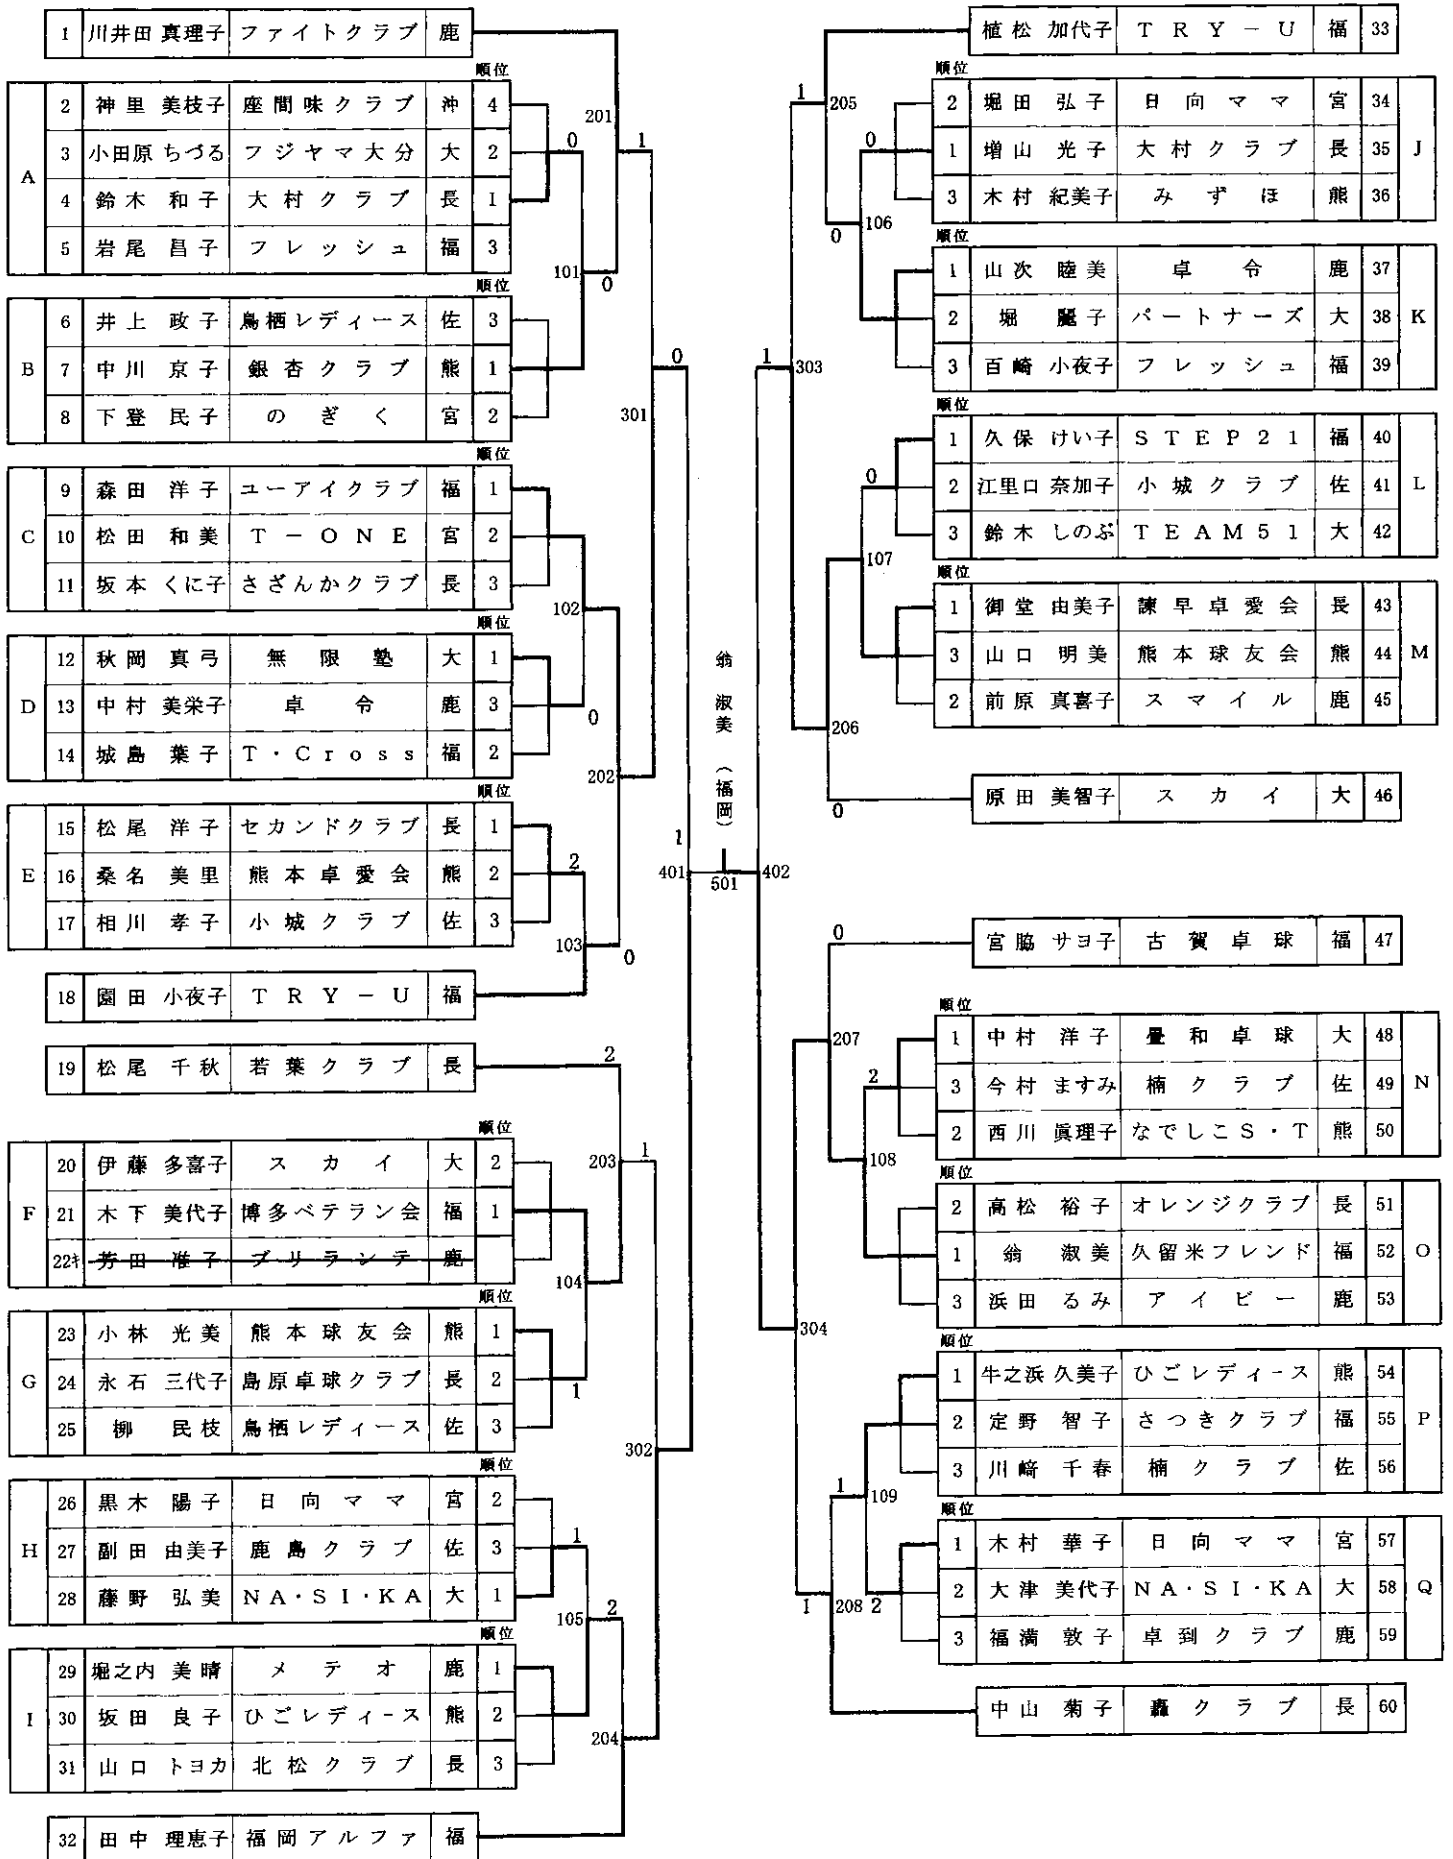 1 川井田 真理子 ファイトクラブ 鹿
順位
A
2 神里 美枝子 座間味クラブ 沖 4
3 小田原 ちづる フジヤマ大分 大 2
4 鈴木 和子 大村クラブ 長 1
5 岩尾 昌子 フレッシュ 福 3
順位
B
6 井上 政子 鳥栖レディース 佐 3
7 中川 京子 銀杏クラブ 熊 1
8 下登 民子 のぎく 宮 2
順位
C
9 森田 洋子 ユーアイクラブ 福 1
10 松田 和美 T-ONE 宮 2
11 坂本 くに子 さざんかクラブ 長 3
順位
D
12 秋岡 真弓 無限塾 大 1
13 中村 美栄子 卓令 鹿 3
14 城島 葉子 T・Cross 福 2
順位
E
15 松尾 洋子 セカンドクラブ 長 1
16 桑名 美里 熊本卓愛会 熊 2
17 相川 孝子 小城クラブ 佐 3
18 園田 小夜子 TRY-U 福
19 松尾 千秋 若葉クラブ 長
順位
F
20 伊藤 多喜子 スカイ 大 2
21 木下 美代子 博多ベテラン会 福 1
22キ 芳田 准子 ブリランテ 鹿
順位
G
23 小林 光美 熊本球友会 熊 1
24 永石 三代子 島原卓球クラブ 長 2
25 柳 民枝 鳥栖レディース 佐 3
順位
H
26 黒木 陽子 日向ママ 宮 2
27 副田 由美子 鹿島クラブ 佐 3
28 藤野 弘美 NA・SI・KA 大 1
順位
I
29 堀之内 美晴 メテオ 鹿 1
30 坂田 良子 ひごレディース 熊 2
31 山口 トヨカ 北松クラブ 長 3
32 田中 理恵子 福岡アルファ 福
201 1
0
101 0
0
301
102
0
202
2
103 0
2
203 1
104
1
302
1
105 2
204
1
401
501
402
翁 淑美 (福岡)
1
205
0
0
106
1
303
0
107
206
0
0
207
2
108
304
1
109
1
208
2
植松 加代子 TRY-U 福 33
順位
2 堀田 弘子 日向ママ 宮 34
1 増山 光子 大村クラブ 長 35
3 木村 紀美子 みずほ 熊 36
J
順位
1 山次 睦美 卓令 鹿 37
2 堀 麗子 パートナーズ 大 38
3 百崎 小夜子 フレッシュ 福 39
K
順位
1 久保 けい子 STEP21 福 40
2 江里口 奈加子 小城クラブ 佐 41
3 鈴木 しのぶ TEAM51 大 42
L
順位
1 御堂 由美子 諫早卓愛会 長 43
3 山口 明美 熊本球友会 熊 44
2 前原 真喜子 スマイル 鹿 45
M
原田 美智子 スカイ 大 46
宮脇 サヨ子 古賀卓球 福 47
順位
1 中村 洋子 疊和卓球 大 48
3 今村 ますみ 楠クラブ 佐 49
2 西川 眞理子 なでしこS・T 熊 50
N
順位
2 高松 裕子 オレンジクラブ 長 51
1 翁 淑美 久留米フレンド 福 52
3 浜田 るみ アイビー 鹿 53
O
1 牛之浜 久美子 ひごレディース 熊 54
2 定野 智子 さつきクラブ 福 55
3 川﨑 千春 楠クラブ 佐 56
P
順位
1 木村 華子 日向ママ 宮 57
2 大津 美代子 NA・SI・KA 大 58
3 福満 敦子 卓到クラブ 鹿 59
Q
中山 菊子 轟クラブ 長 60